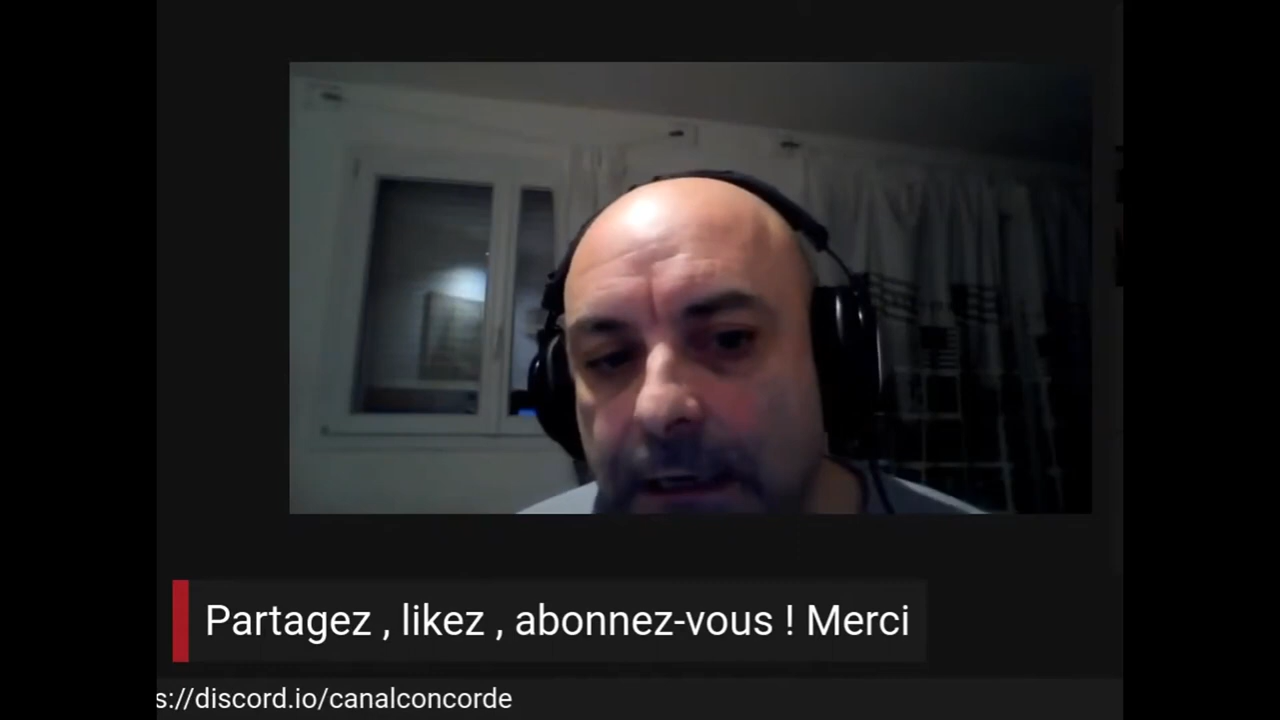 Partagez , likez , abonnez-vous ! Merci
s://discord.io/canalconcorde